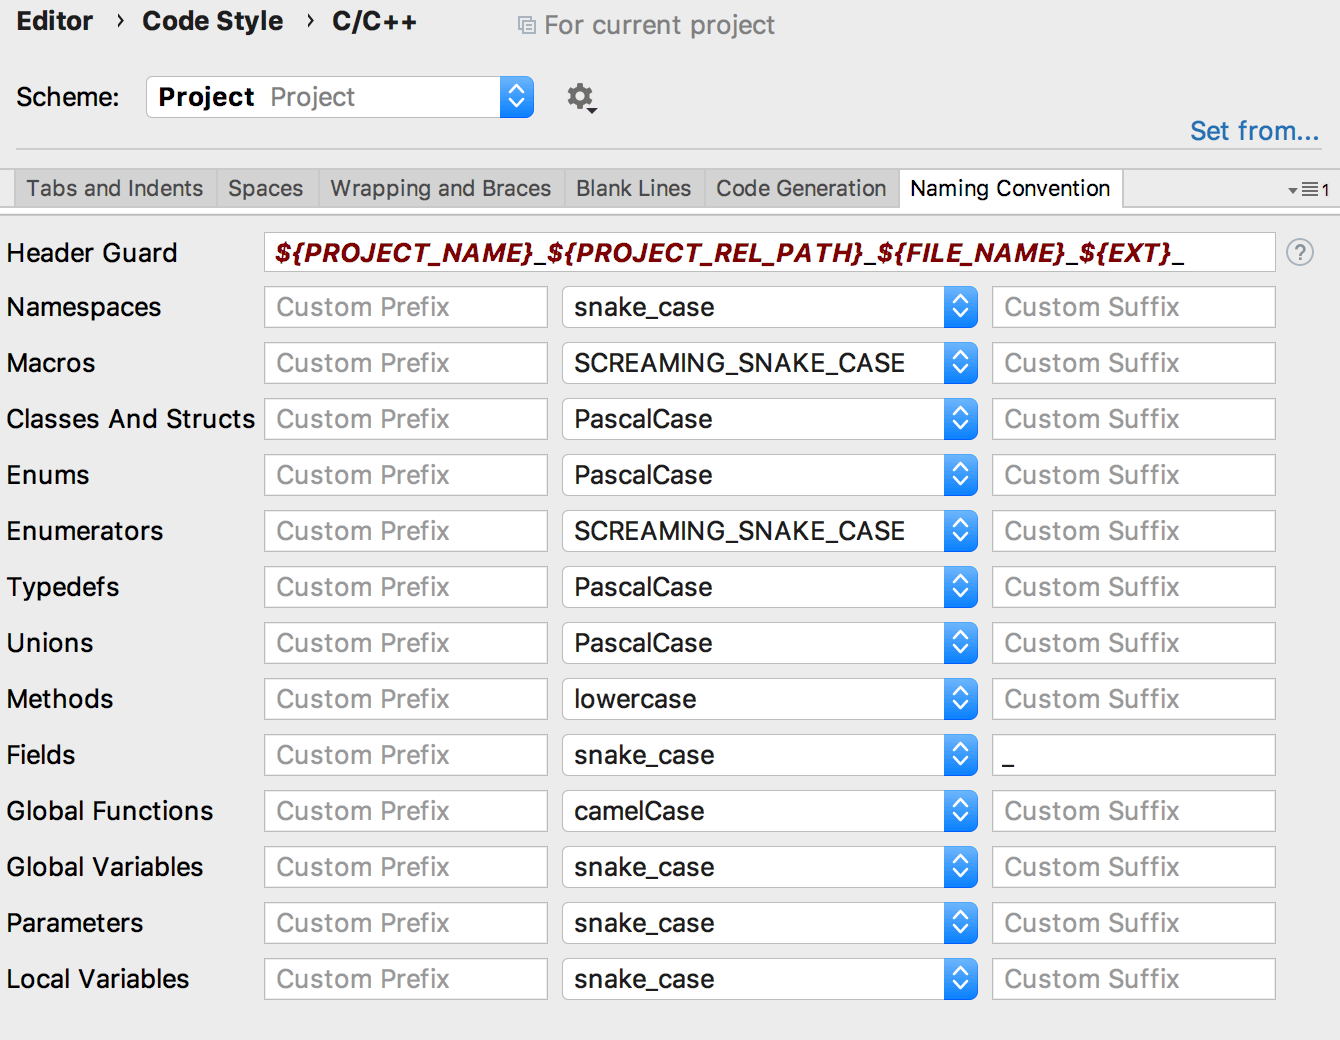 Editor › Code Style › C/C++ For current project
Scheme: Project Project
Set from...
Tabs and Indents Spaces Wrapping and Braces Blank Lines Code Generation Naming Convention 1
Header Guard ${PROJECT_NAME}_${PROJECT_REL_PATH}_${FILE_NAME}_${EXT}_ ?
Namespaces Custom Prefix snake_case Custom Suffix
Macros Custom Prefix SCREAMING_SNAKE_CASE Custom Suffix
Classes And Structs Custom Prefix PascalCase Custom Suffix
Enums Custom Prefix PascalCase Custom Suffix
Enumerators Custom Prefix SCREAMING_SNAKE_CASE Custom Suffix
Typedefs Custom Prefix PascalCase Custom Suffix
Unions Custom Prefix PascalCase Custom Suffix
Methods Custom Prefix lowercase Custom Suffix
Fields Custom Prefix snake_case _
Global Functions Custom Prefix camelCase Custom Suffix
Global Variables Custom Prefix snake_case Custom Suffix
Parameters Custom Prefix snake_case Custom Suffix
Local Variables Custom Prefix snake_case Custom Suffix